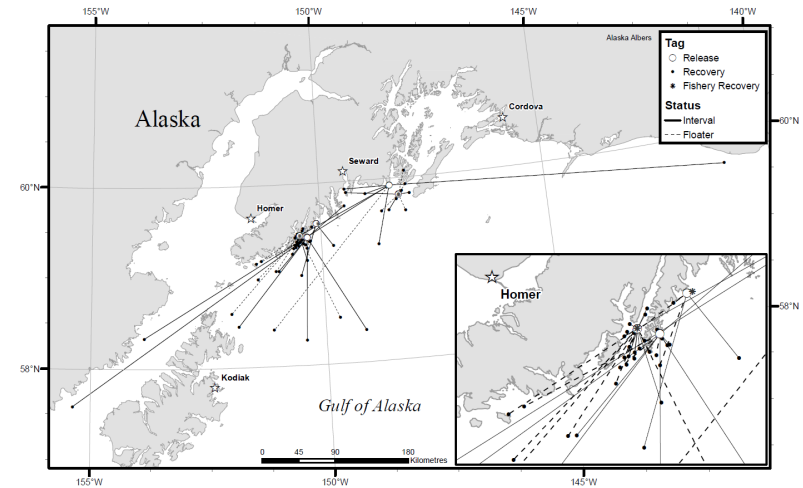 155°W
150°W
145°W
140°W
Alaska Albers
Tag
Release
Recovery
Fishery Recovery
Status
Interval
Floater
Alaska
Cordova
60°N
Seward
60°N
Homer
Homer
58°N
58°N
Kodiak
Gulf of Alaska
0 45 90 180
Kilometres
155°W
150°W
145°W